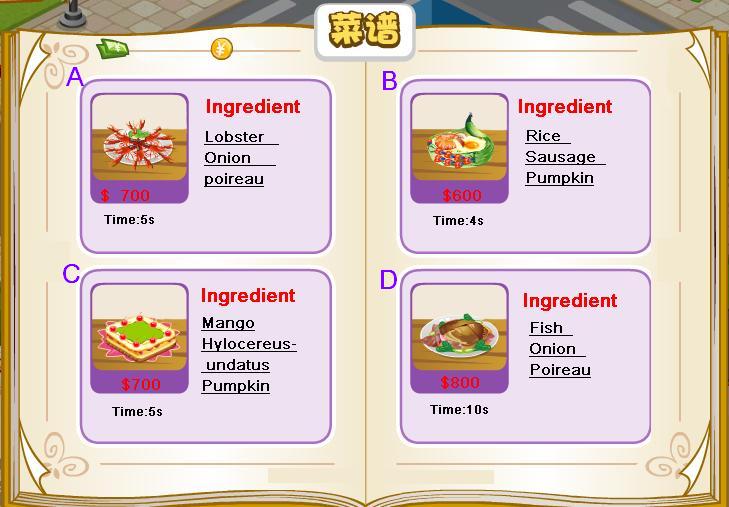 菜谱
A
Ingredient
Lobster
Onion
poireau
$ 700
Time:5s
B
Ingredient
Rice
Sausage
Pumpkin
$600
Time:4s
C
Ingredient
Mango
Hylocereus-
undatus
Pumpkin
$700
Time:5s
D
Ingredient
Fish
Onion
Poireau
$800
Time:10s